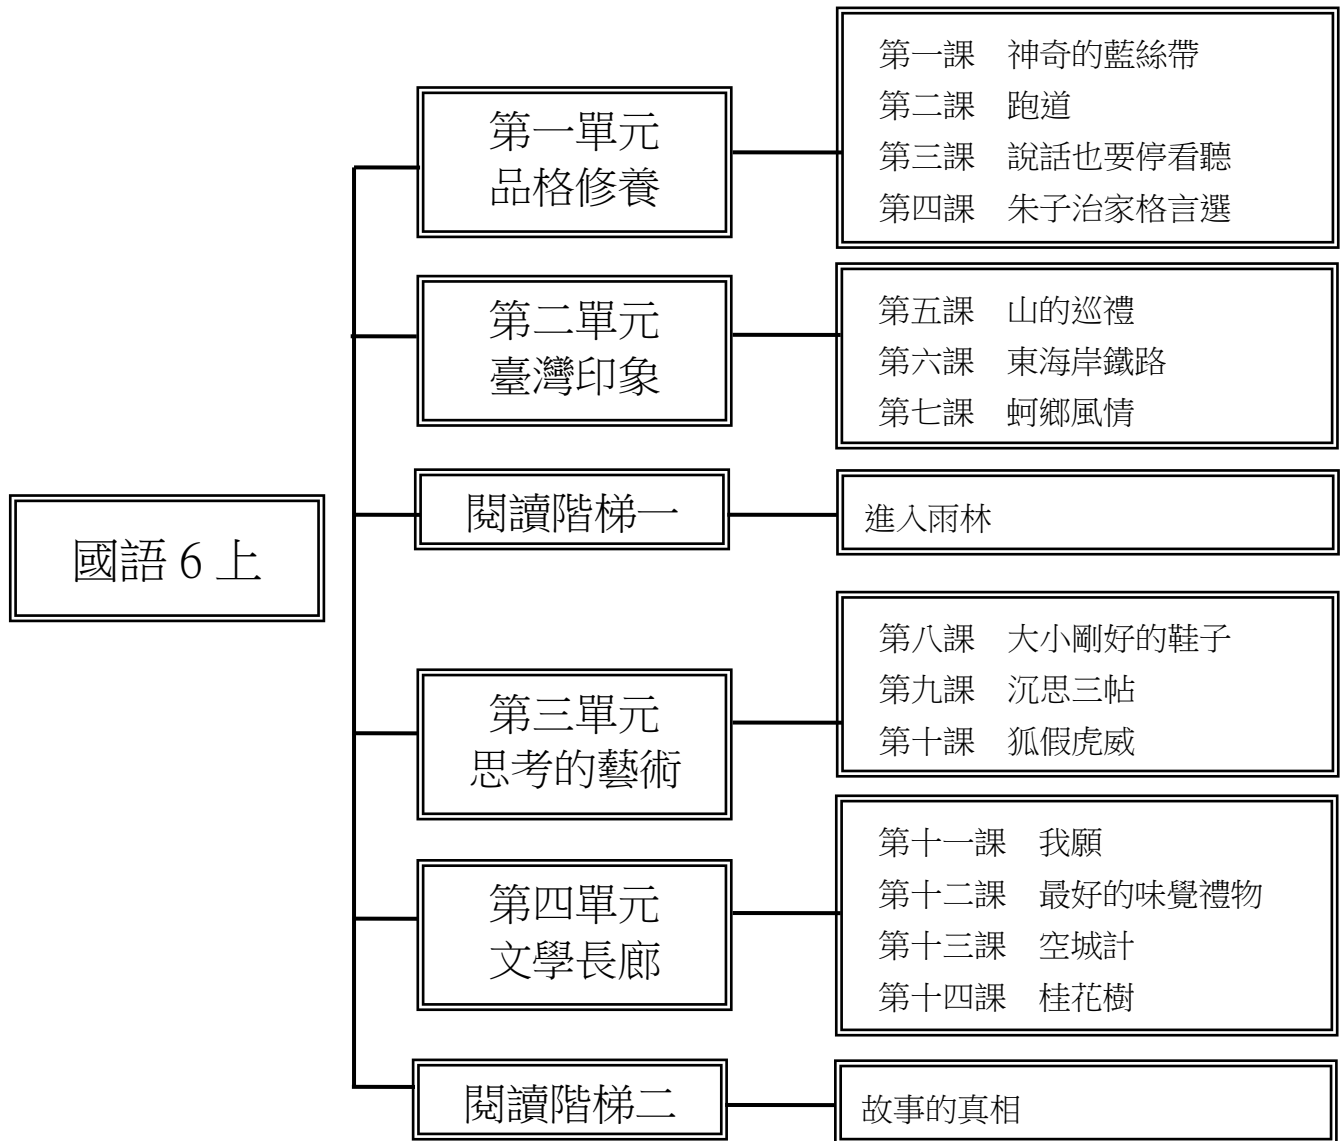 國語 6 上
第一單元
品格修養
第一課 神奇的藍絲帶
第二課 跑道
第三課 說話也要停看聽
第四課 朱子治家格言選
第二單元
臺灣印象
第五課 山的巡禮
第六課 東海岸鐵路
第七課 蚵鄉風情
閱讀階梯一
進入雨林
第三單元
思考的藝術
第八課 大小剛好的鞋子
第九課 沉思三帖
第十課 狐假虎威
第四單元
文學長廊
第十一課 我願
第十二課 最好的味覺禮物
第十三課 空城計
第十四課 桂花樹
閱讀階梯二
故事的真相